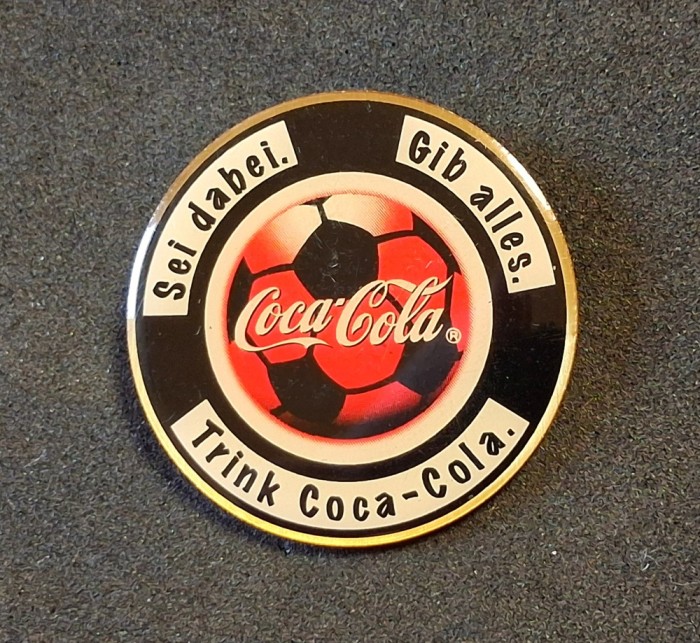 Sei dabei.
Gib alles.
Coca-Cola®
Trink Coca-Cola.